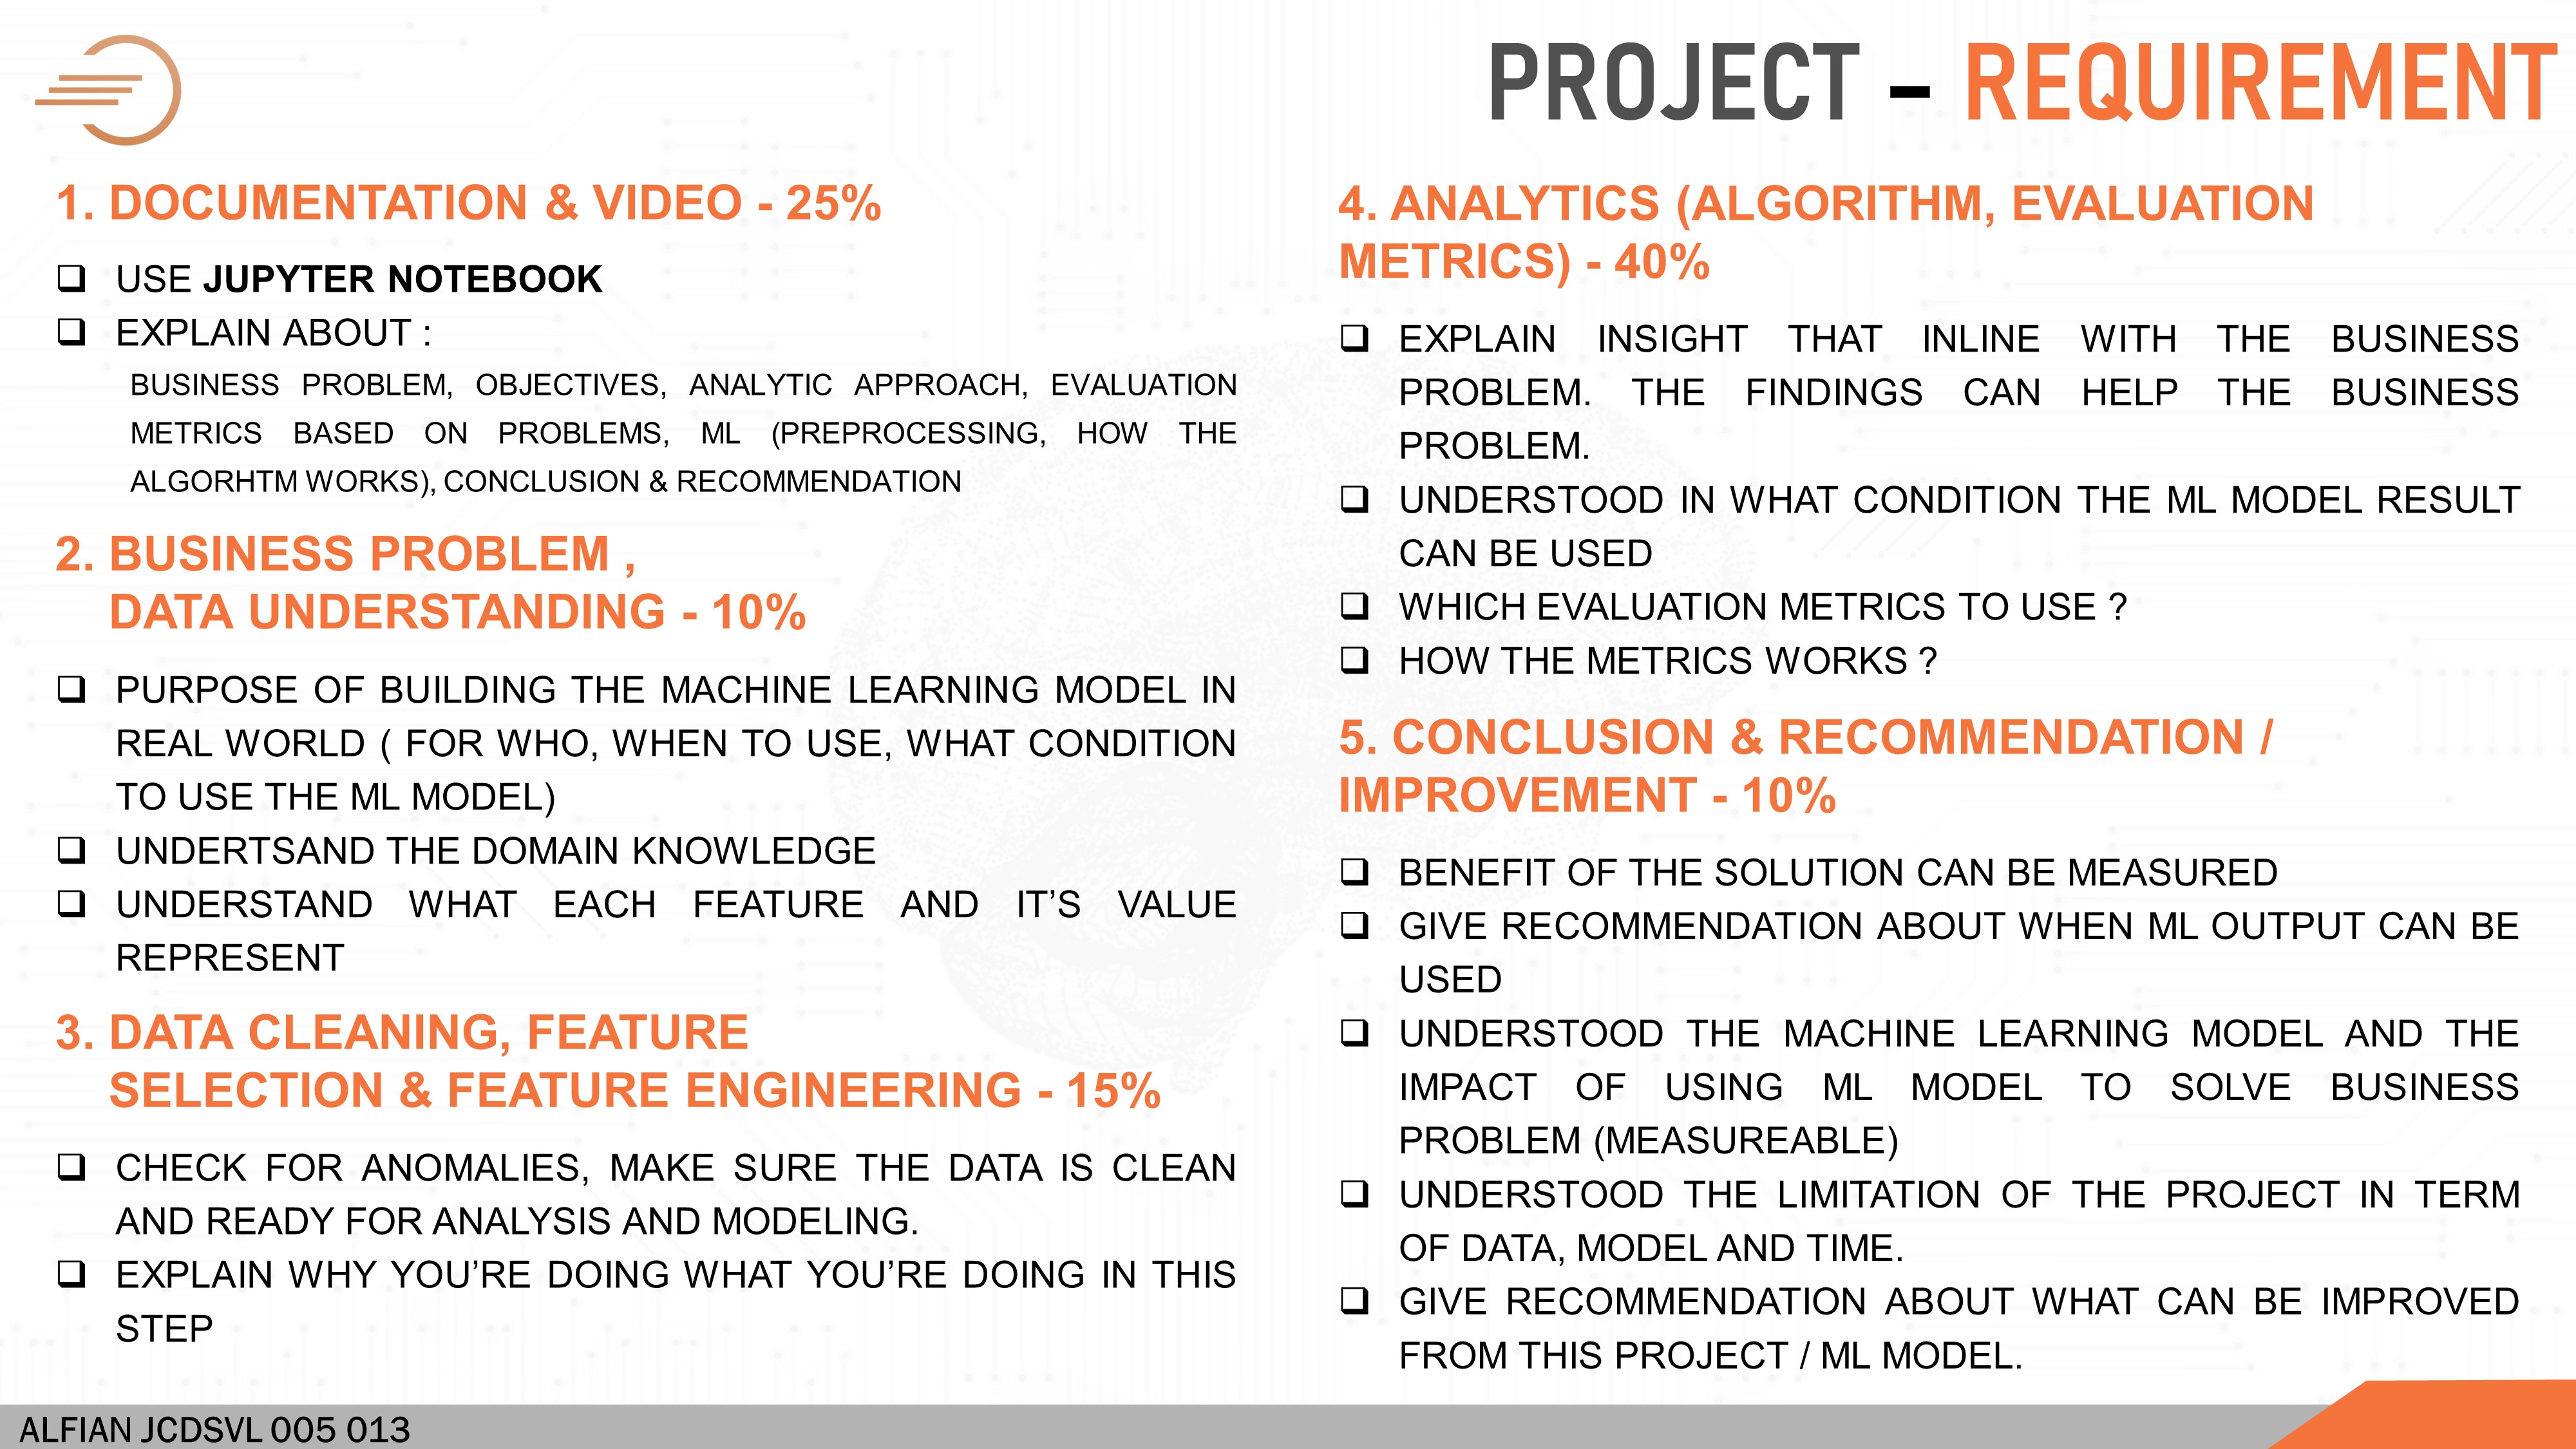 PROJECT – REQUIREMENT
1. DOCUMENTATION & VIDEO - 25%
❑ USE JUPYTER NOTEBOOK
❑ EXPLAIN ABOUT :
BUSINESS PROBLEM, OBJECTIVES, ANALYTIC APPROACH, EVALUATION
METRICS BASED ON PROBLEMS, ML (PREPROCESSING, HOW THE
ALGORHTM WORKS), CONCLUSION & RECOMMENDATION
2. BUSINESS PROBLEM ,
DATA UNDERSTANDING - 10%
❑ PURPOSE OF BUILDING THE MACHINE LEARNING MODEL IN
REAL WORLD ( FOR WHO, WHEN TO USE, WHAT CONDITION
TO USE THE ML MODEL)
❑ UNDERTSAND THE DOMAIN KNOWLEDGE
❑ UNDERSTAND WHAT EACH FEATURE AND IT’S VALUE
REPRESENT
3. DATA CLEANING, FEATURE
SELECTION & FEATURE ENGINEERING - 15%
❑ CHECK FOR ANOMALIES, MAKE SURE THE DATA IS CLEAN
AND READY FOR ANALYSIS AND MODELING.
❑ EXPLAIN WHY YOU’RE DOING WHAT YOU’RE DOING IN THIS
STEP
4. ANALYTICS (ALGORITHM, EVALUATION
METRICS) - 40%
❑ EXPLAIN INSIGHT THAT INLINE WITH THE BUSINESS
PROBLEM. THE FINDINGS CAN HELP THE BUSINESS
PROBLEM.
❑ UNDERSTOOD IN WHAT CONDITION THE ML MODEL RESULT
CAN BE USED
❑ WHICH EVALUATION METRICS TO USE ?
❑ HOW THE METRICS WORKS ?
5. CONCLUSION & RECOMMENDATION /
IMPROVEMENT - 10%
❑ BENEFIT OF THE SOLUTION CAN BE MEASURED
❑ GIVE RECOMMENDATION ABOUT WHEN ML OUTPUT CAN BE
USED
❑ UNDERSTOOD THE MACHINE LEARNING MODEL AND THE
IMPACT OF USING ML MODEL TO SOLVE BUSINESS
PROBLEM (MEASUREABLE)
❑ UNDERSTOOD THE LIMITATION OF THE PROJECT IN TERM
OF DATA, MODEL AND TIME.
❑ GIVE RECOMMENDATION ABOUT WHAT CAN BE IMPROVED
FROM THIS PROJECT / ML MODEL.
ALFIAN JCDSVL 005 013